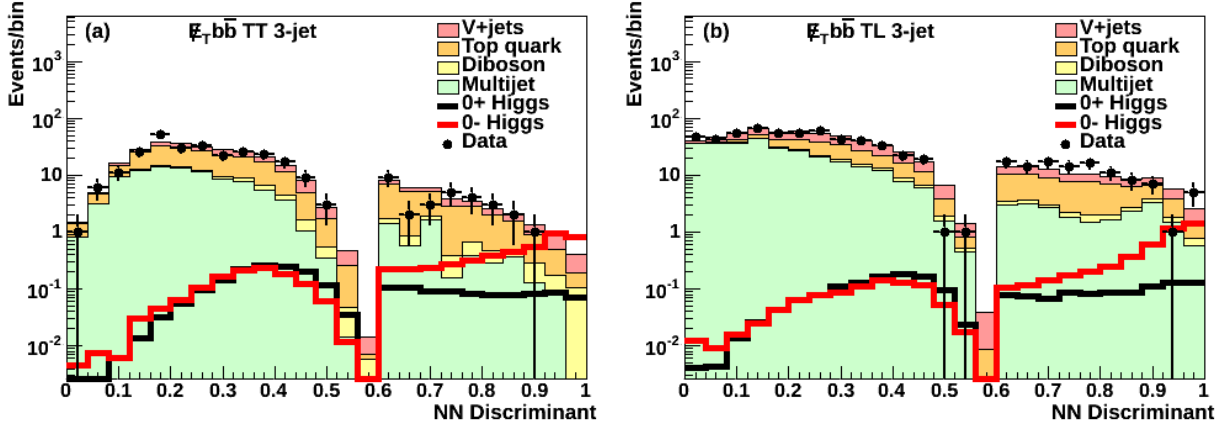 (a) E̸_T bb̄ TT 3-jet
V+jets
Top quark
Diboson
Multijet
0+ Higgs
0- Higgs
Data
Events/bin
10³
10²
10
1
10⁻¹
10⁻²
0 0.1 0.2 0.3 0.4 0.5 0.6 0.7 0.8 0.9 1
NN Discriminant
(b) E̸_T bb̄ TL 3-jet
V+jets
Top quark
Diboson
Multijet
0+ Higgs
0- Higgs
Data
Events/bin
10³
10²
10
1
10⁻¹
10⁻²
0 0.1 0.2 0.3 0.4 0.5 0.6 0.7 0.8 0.9 1
NN Discriminant